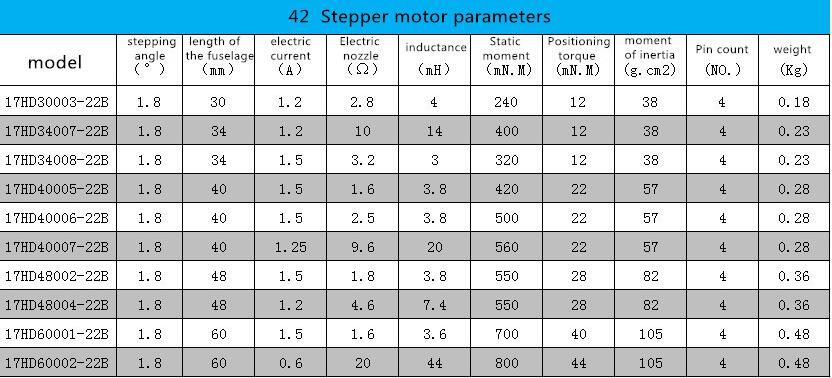 42 Stepper motor parameters
model stepping angle (°) length of the fuselage (mm) electric current (A) Electric nozzle (Ω) inductance (mH) Static moment (mN.M) Positioning torque (mN.M) moment of inertia (g.cm2) Pin count (NO.) weight (Kg)
17HD30003-22B 1.8 30 1.2 2.8 4 240 12 38 4 0.18
17HD34007-22B 1.8 34 1.2 10 14 400 12 38 4 0.23
17HD34008-22B 1.8 34 1.5 3.2 3 320 12 38 4 0.23
17HD40005-22B 1.8 40 1.5 1.6 3.8 420 22 57 4 0.28
17HD40006-22B 1.8 40 1.5 2.5 3.8 500 22 57 4 0.28
17HD40007-22B 1.8 40 1.25 9.6 20 560 22 57 4 0.28
17HD48002-22B 1.8 48 1.5 1.8 3.8 550 28 82 4 0.36
17HD48004-22B 1.8 48 1.2 4.6 7.4 550 28 82 4 0.36
17HD60001-22B 1.8 60 1.5 1.6 3.6 700 40 105 4 0.48
17HD60002-22B 1.8 60 0.6 20 44 800 44 105 4 0.48